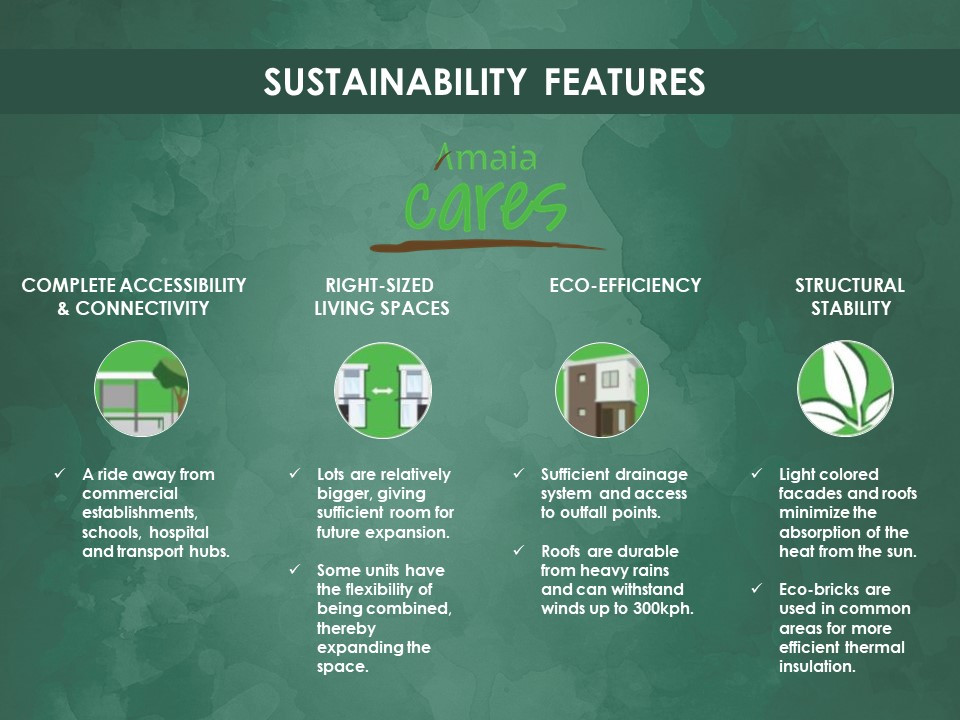 SUSTAINABILITY FEATURES
Amaia
cares
COMPLETE ACCESSIBILITY
& CONNECTIVITY
A ride away from
commercial
establishments,
schools, hospital
and transport hubs.
RIGHT-SIZED
LIVING SPACES
Lots are relatively
bigger, giving
sufficient room for
future expansion.
Some units have
the flexibility of
being combined,
thereby
expanding the
space.
ECO-EFFICIENCY
Sufficient drainage
system and access
to outfall points.
Roofs are durable
from heavy rains
and can withstand
winds up to 300kph.
STRUCTURAL
STABILITY
Light colored
facades and roofs
minimize the
absorption of the
heat from the sun.
Eco-bricks are
used in common
areas for more
efficient thermal
insulation.